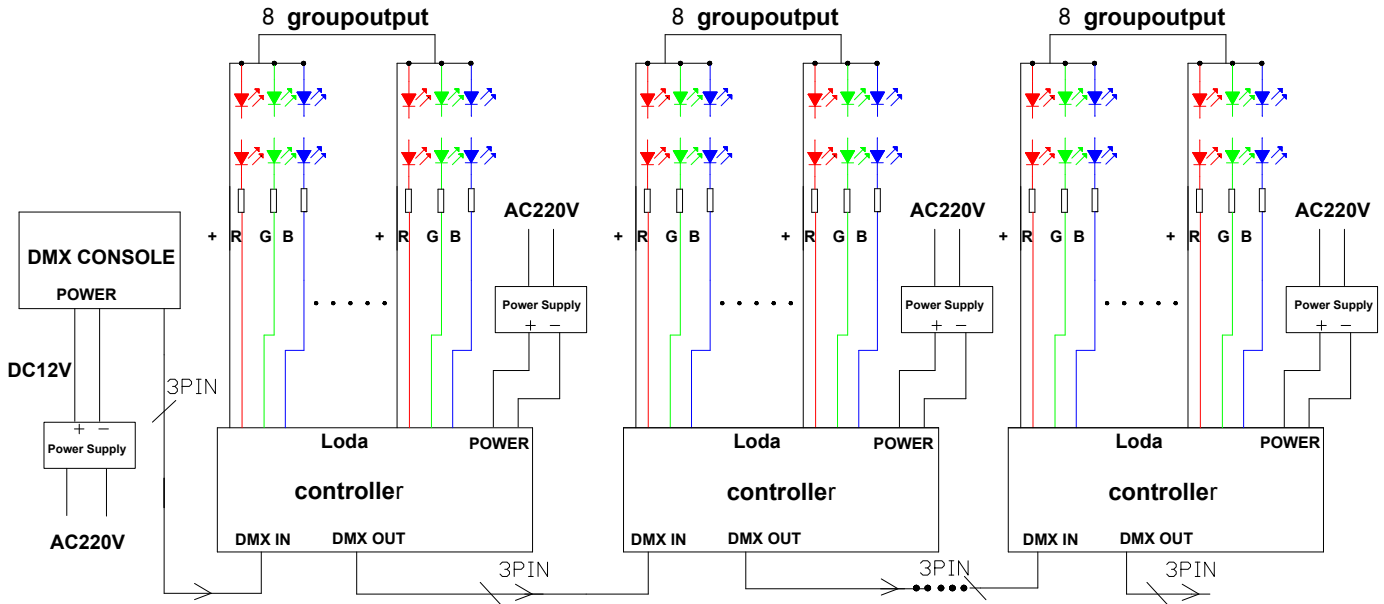 8 groupoutput
8 groupoutput
8 groupoutput
AC220V
AC220V
AC220V
+ R G B
+ R G B
+ R G B
+ R G B
+ R G B
+ R G B
DMX CONSOLE
POWER
Power Supply
+ −
Power Supply
+ −
Power Supply
+ −
DC12V
3PIN
+ −
Power Supply
AC220V
Loda
POWER
controller
DMX IN
DMX OUT
Loda
POWER
controller
DMX IN
DMX OUT
Loda
POWER
controller
DMX IN
DMX OUT
3PIN
3PIN
3PIN